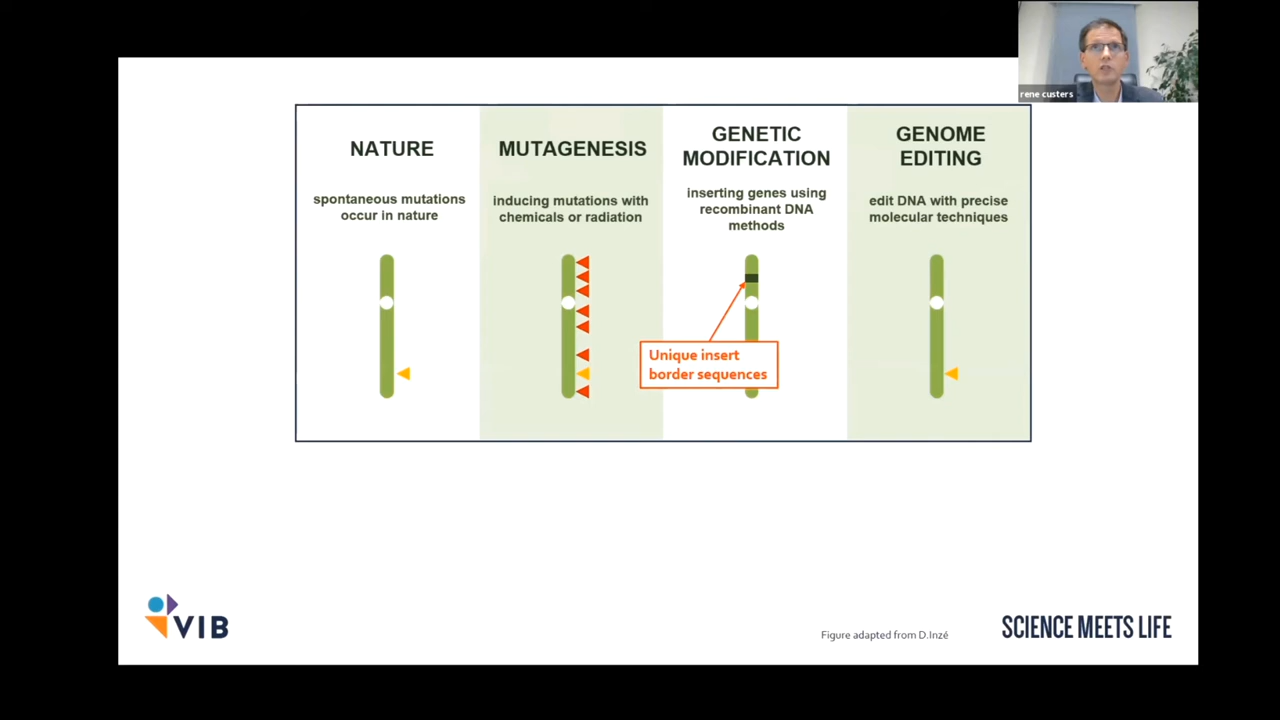 rene custers
NATURE
spontaneous mutations
occur in nature
MUTAGENESIS
inducing mutations with
chemicals or radiation
GENETIC
MODIFICATION
inserting genes using
recombinant DNA
methods
Unique insert
border sequences
GENOME
EDITING
edit DNA with precise
molecular techniques
VIB
Figure adapted from D.Inzé
SCIENCE MEETS LIFE